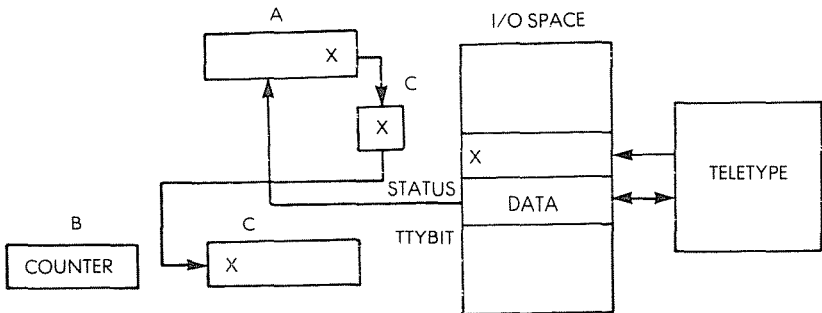 A
I/O SPACE
X
C
X
X
TELETYPE
STATUS
DATA
B
C
TTYBIT
COUNTER
X